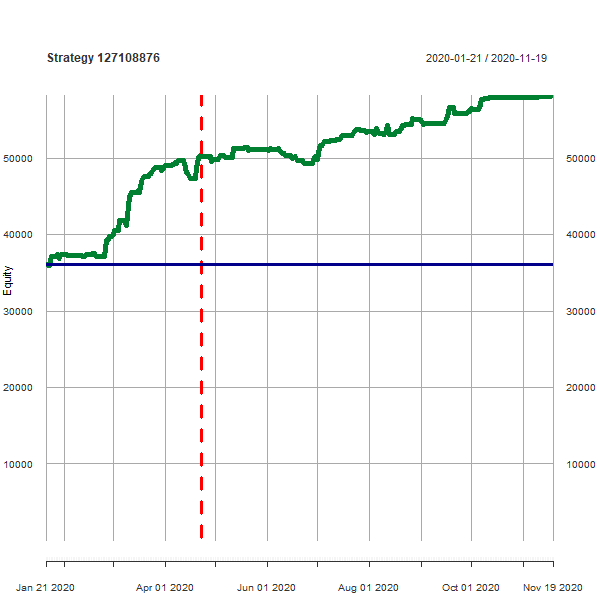 Strategy 127108876
2020-01-21 / 2020-11-19
50000
50000
40000
40000
Equity
30000
30000
20000
20000
10000
10000
Jan 21 2020
Apr 01 2020
Jun 01 2020
Aug 01 2020
Oct 01 2020
Nov 19 2020